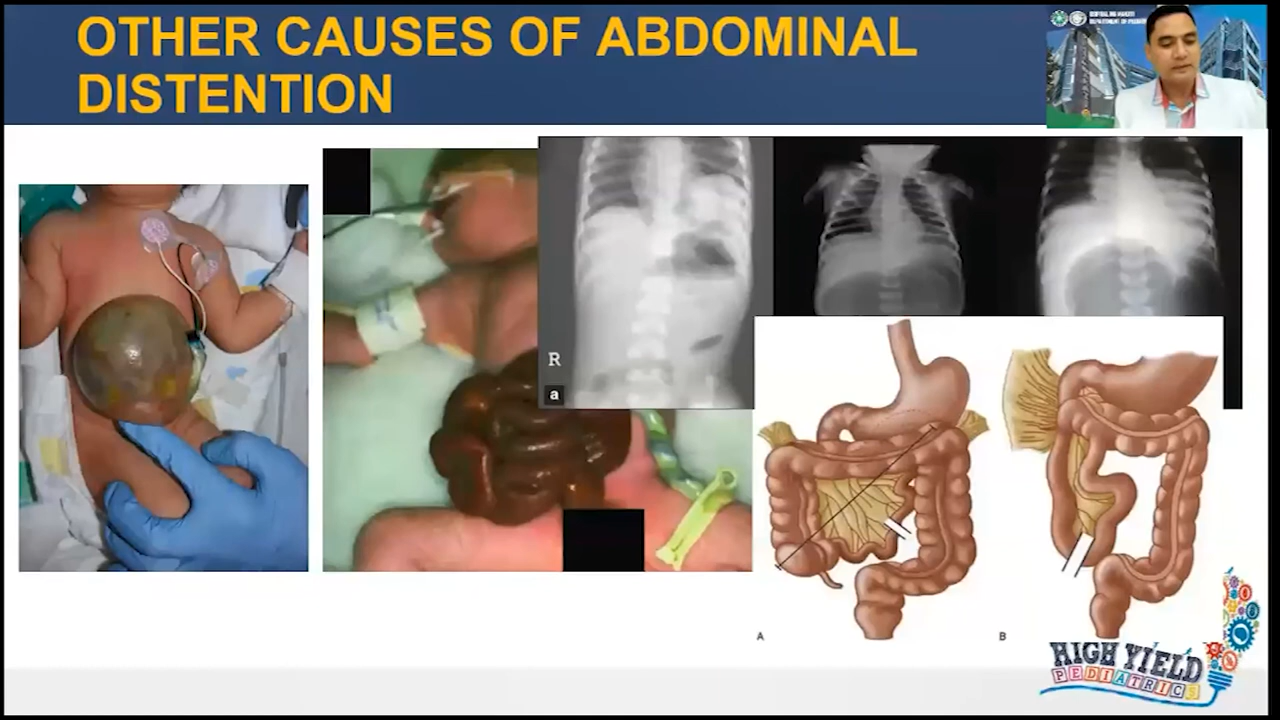 OTHER CAUSES OF ABDOMINAL
DISTENTION
R
a
A
B
HIGH YIELD
PEDIATRICS